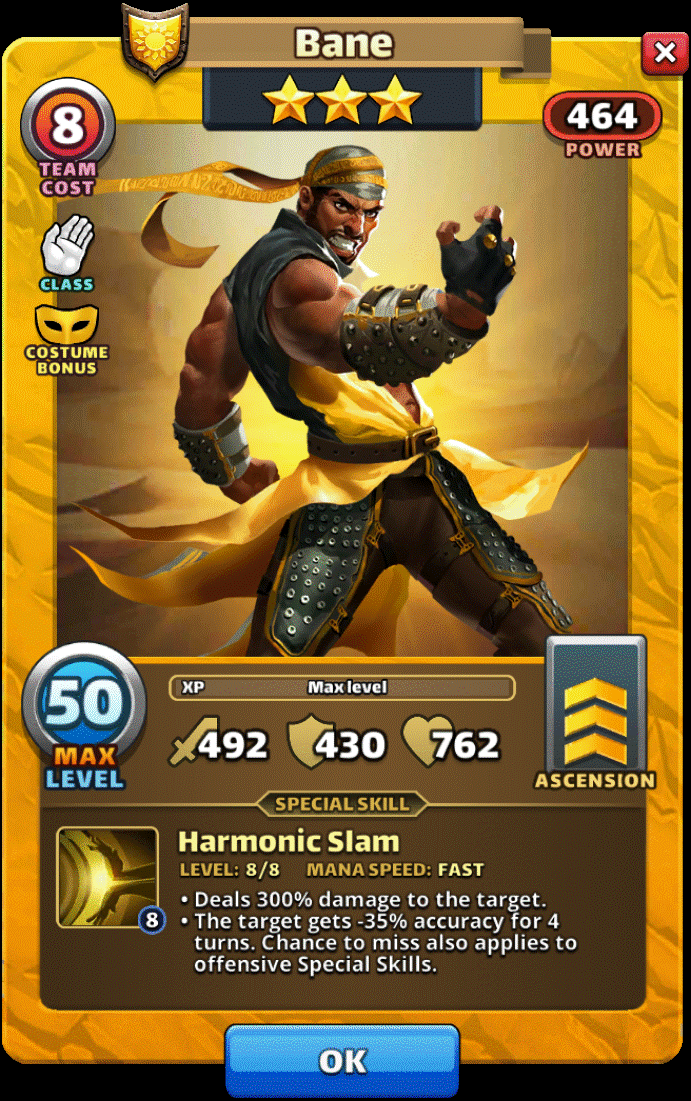 Bane
8
TEAM
COST
464
POWER
CLASS
COSTUME
BONUS
50
MAX
LEVEL
XP Max level
492 430 762
ASCENSION
SPECIAL SKILL
Harmonic Slam
LEVEL: 8/8 MANA SPEED: FAST
8
• Deals 300% damage to the target.
• The target gets -35% accuracy for 4
turns. Chance to miss also applies to
offensive Special Skills.
OK